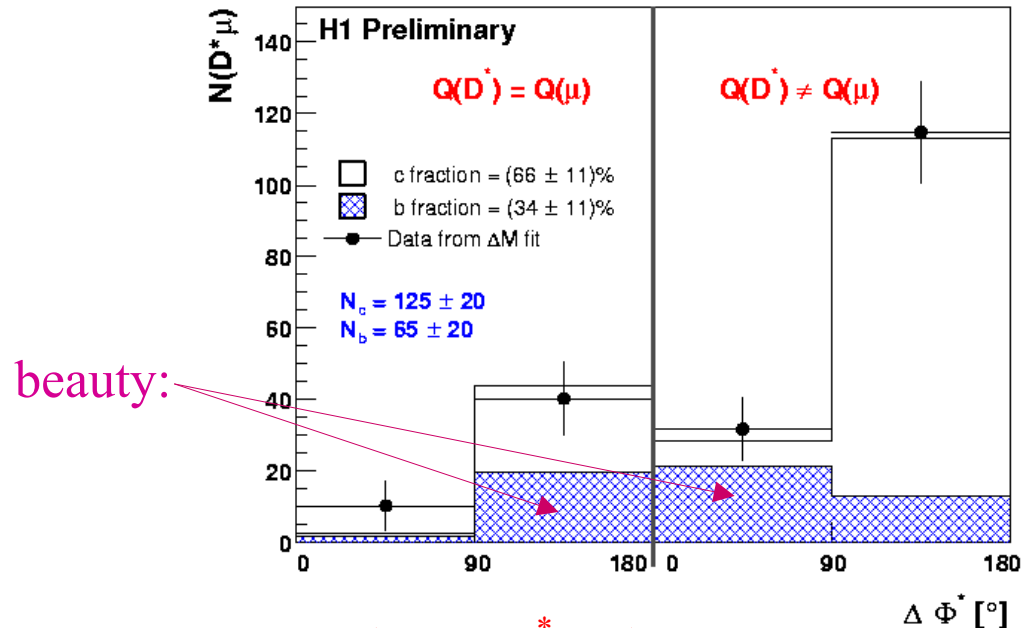 H1 Preliminary
N(D*μ)
Q(D*) = Q(μ)
Q(D*) ≠ Q(μ)
c fraction = (66 ± 11)%
b fraction = (34 ± 11)%
Data from ΔM fit
N_c = 125 ± 20
N_b = 65 ± 20
beauty:
140
120
100
80
60
40
20
0
0 90 180 0 90 180
Δ Φ* [°]
*